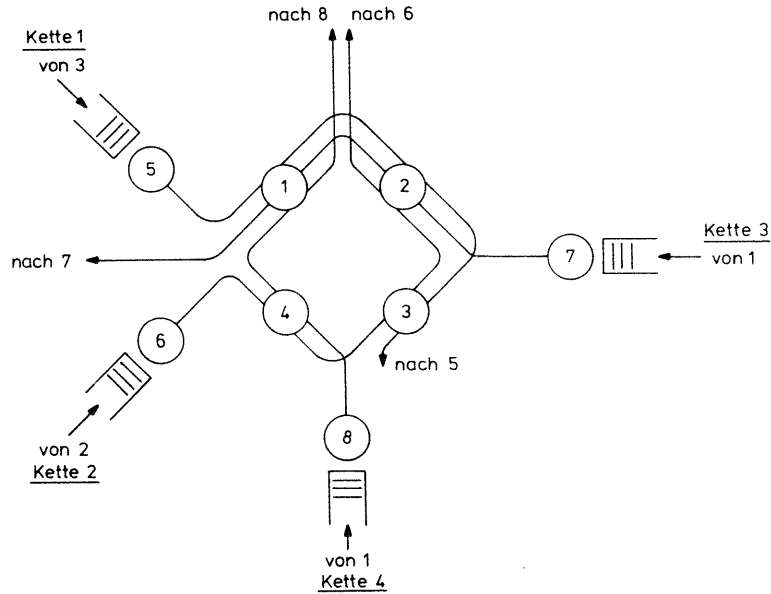 nach 8 nach 6
Kette 1
von 3
5
1
2
7
Kette 3
von 1
nach 7
4
3
6
nach 5
8
von 2
Kette 2
von 1
Kette 4